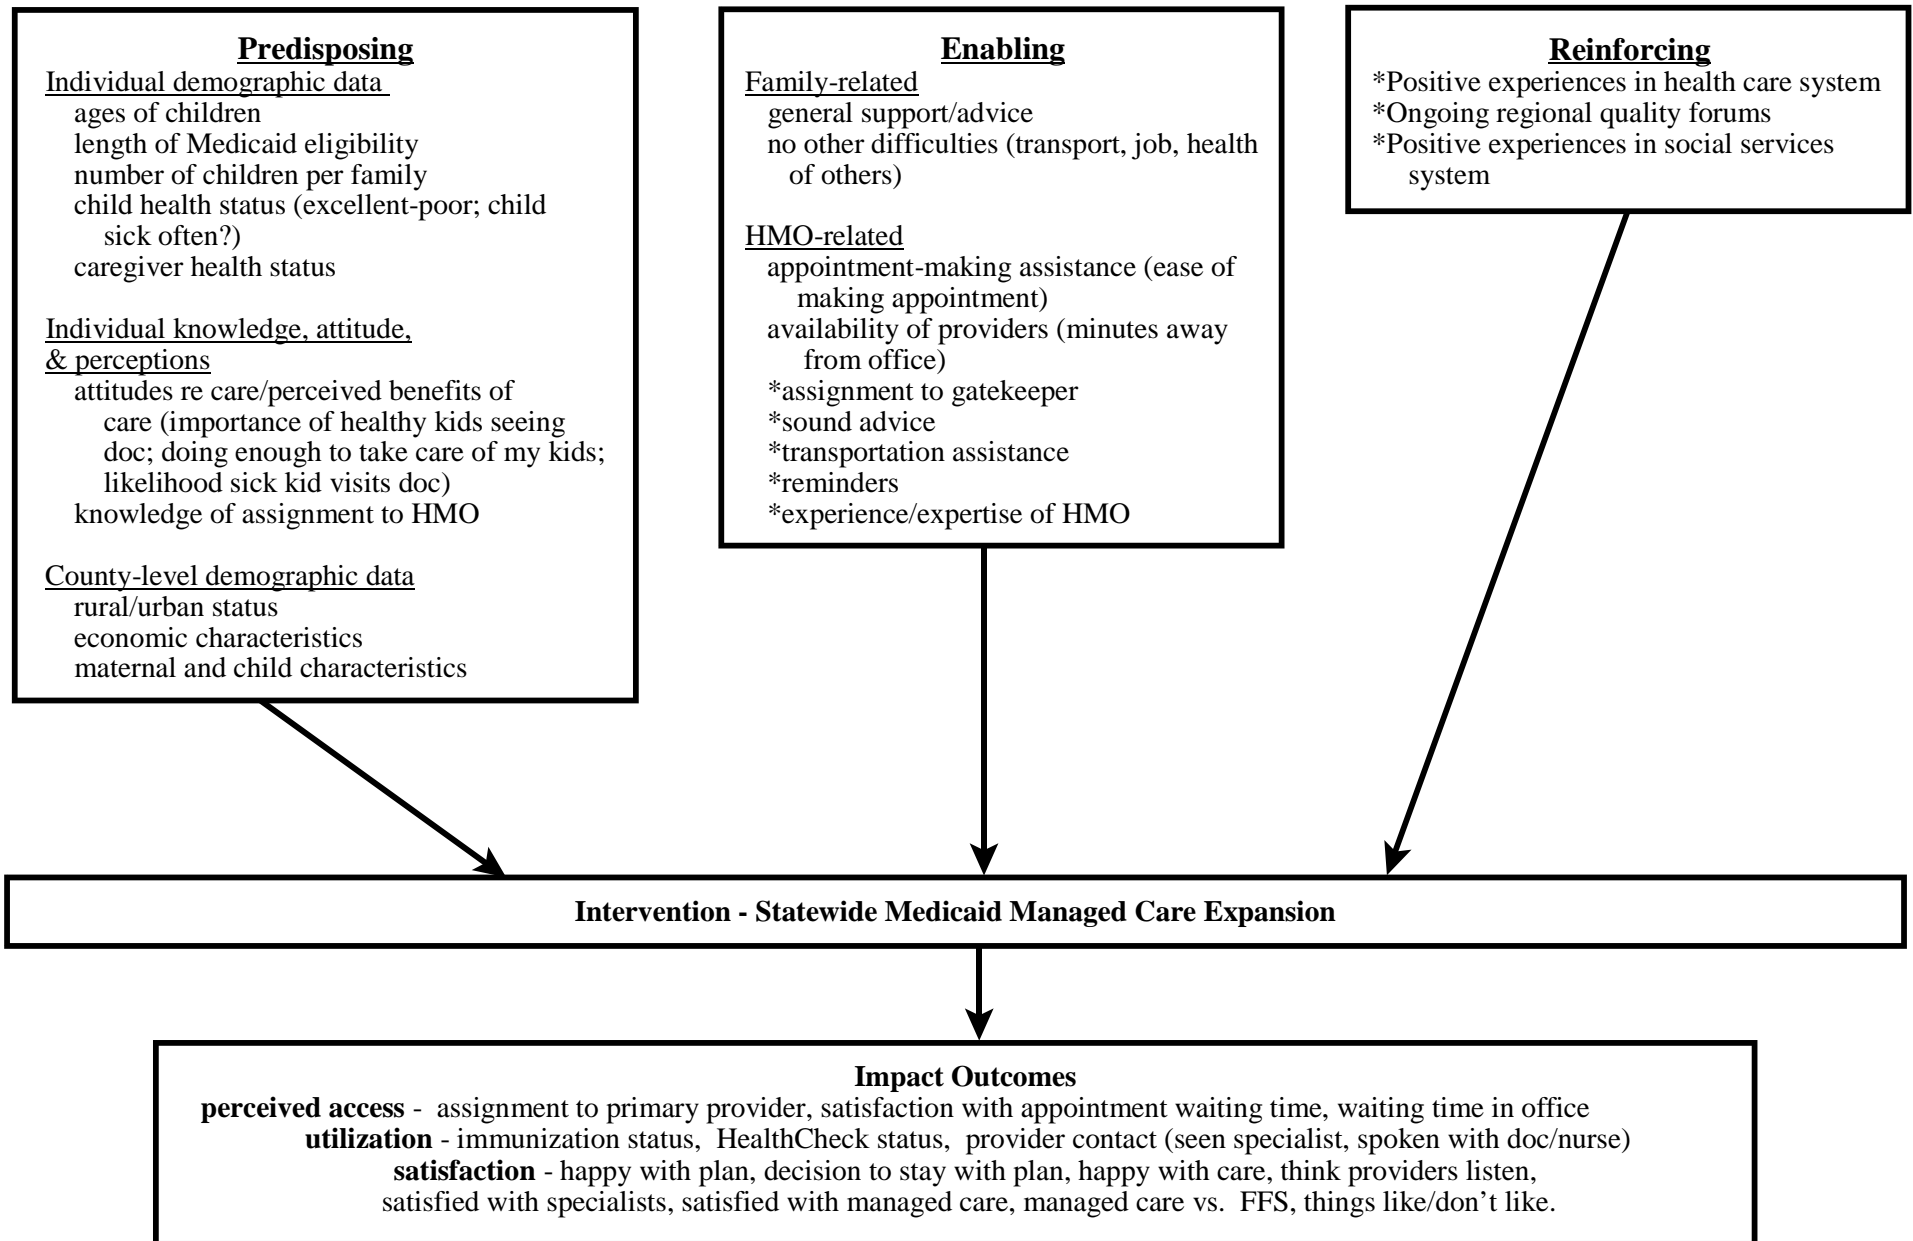 Predisposing
Individual demographic data
ages of children
length of Medicaid eligibility
number of children per family
child health status (excellent-poor; child
sick often?)
caregiver health status
Individual knowledge, attitude,
& perceptions
attitudes re care/perceived benefits of
care (importance of healthy kids seeing
doc; doing enough to take care of my kids;
likelihood sick kid visits doc)
knowledge of assignment to HMO
County-level demographic data
rural/urban status
economic characteristics
maternal and child characteristics
Enabling
Family-related
general support/advice
no other difficulties (transport, job, health
of others)
HMO-related
appointment-making assistance (ease of
making appointment)
availability of providers (minutes away
from office)
*assignment to gatekeeper
*sound advice
*transportation assistance
*reminders
*experience/expertise of HMO
Reinforcing
*Positive experiences in health care system
*Ongoing regional quality forums
*Positive experiences in social services
system
Intervention - Statewide Medicaid Managed Care Expansion
Impact Outcomes
perceived access - assignment to primary provider, satisfaction with appointment waiting time, waiting time in office
utilization - immunization status, HealthCheck status, provider contact (seen specialist, spoken with doc/nurse)
satisfaction - happy with plan, decision to stay with plan, happy with care, think providers listen,
satisfied with specialists, satisfied with managed care, managed care vs. FFS, things like/don’t like.